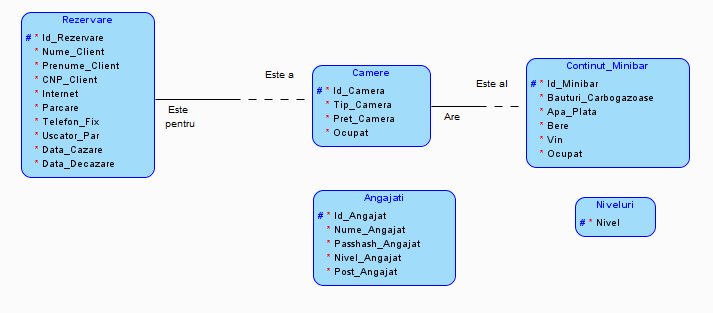 Rezervare
# * Id_Rezervare
* Nume_Client
* Prenume_Client
* CNP_Client
* Internet
* Parcare
* Telefon_Fix
* Uscator_Par
* Data_Cazare
* Data_Decazare
Este a
Este
pentru
Camere
# * Id_Camera
* Tip_Camera
* Pret_Camera
* Ocupat
Este al
Are
Continut_Minibar
# * Id_Minibar
* Bauturi_Carbogazoase
* Apa_Plata
* Bere
* Vin
* Ocupat
Angajati
# * Id_Angajat
* Nume_Angajat
* Passhash_Angajat
* Nivel_Angajat
* Post_Angajat
Niveluri
# * Nivel